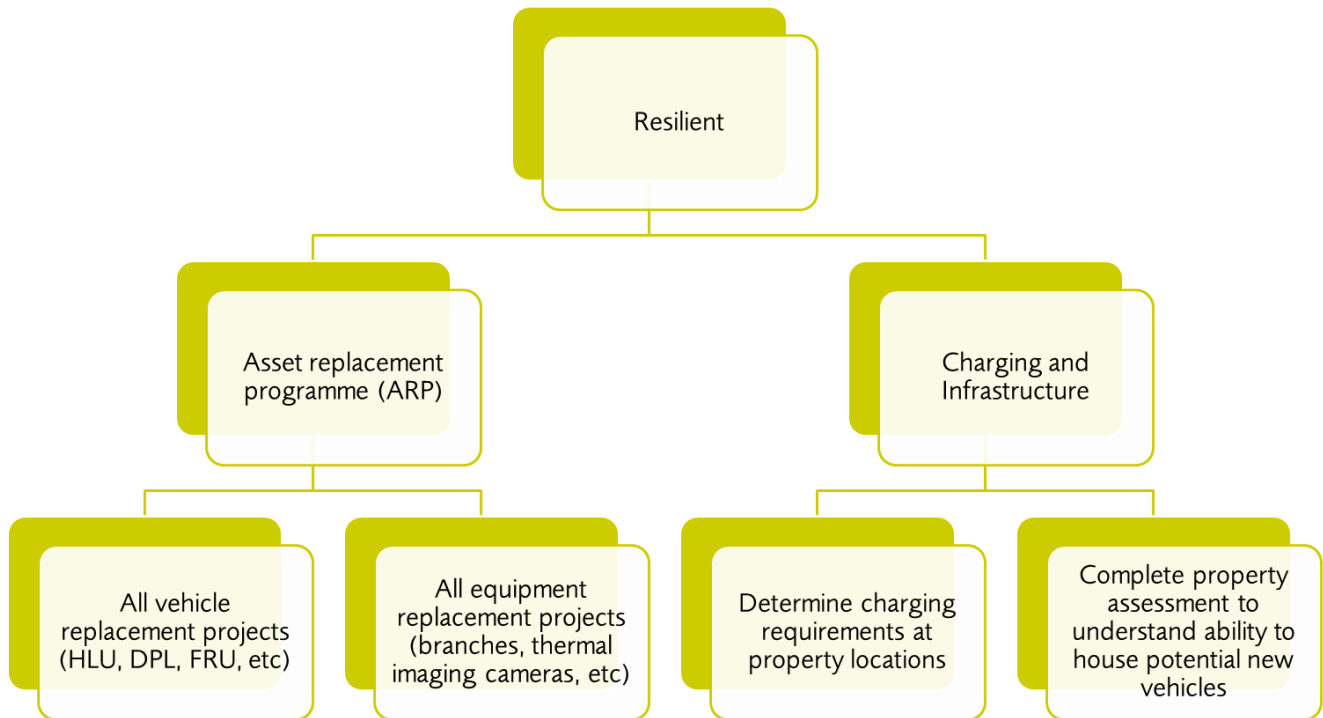 Resilient
Asset replacement
programme (ARP)
Charging and
Infrastructure
All vehicle
replacement projects
(HLU, DPL, FRU, etc)
All equipment
replacement projects
(branches, thermal
imaging cameras, etc)
Determine charging
requirements at
property locations
Complete property
assessment to
understand ability to
house potential new
vehicles